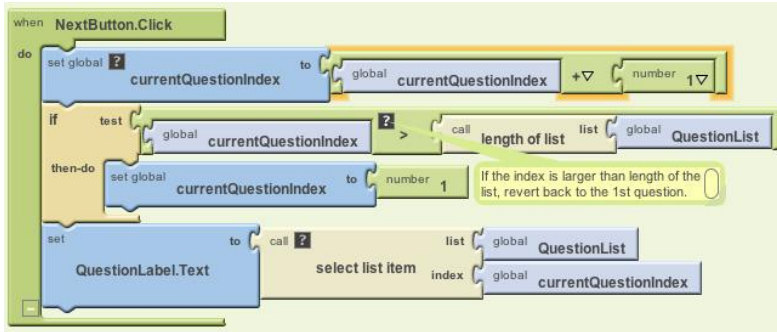 when NextButton.Click
do set global ? currentQuestionIndex to global currentQuestionIndex + number 1
if test global currentQuestionIndex ? > call length of list list global QuestionList
then-do set global currentQuestionIndex to number 1
If the index is larger than length of the
list, revert back to the 1st question.
set QuestionLabel.Text to call ? select list item list global QuestionList
index global currentQuestionIndex